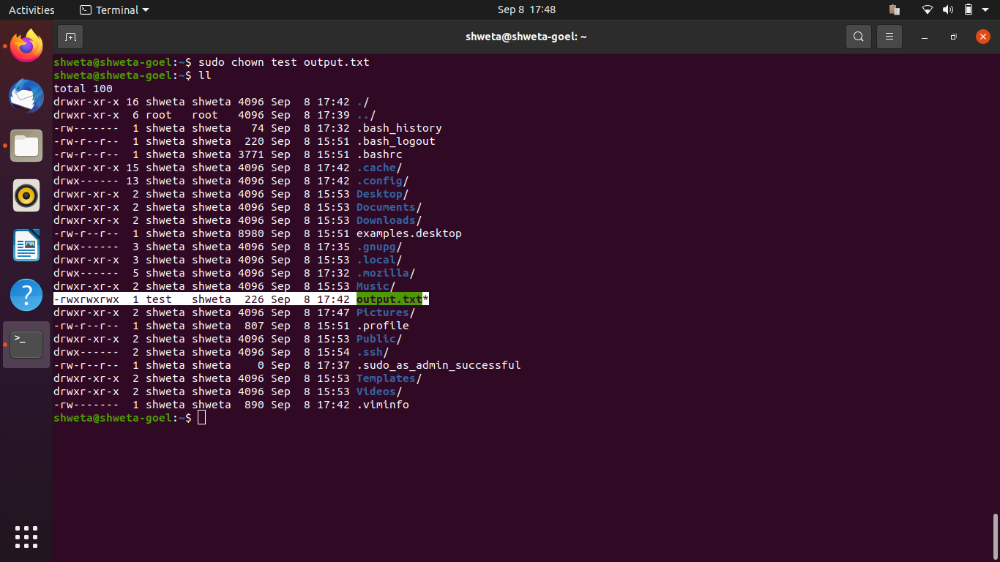 Activities Terminal Sep 8 17:48
shweta@shweta-goel: ~
shweta@shweta-goel:~$ sudo chown test output.txt
shweta@shweta-goel:~$ ll
total 100
drwxr-xr-x 16 shweta shweta 4096 Sep  8 17:42 ./
drwxr-xr-x  6 root   root   4096 Sep  8 17:39 ../
-rw-------  1 shweta shweta   74 Sep  8 17:32 .bash_history
-rw-r--r--  1 shweta shweta  220 Sep  8 15:51 .bash_logout
-rw-r--r--  1 shweta shweta 3771 Sep  8 15:51 .bashrc
drwxr-xr-x 15 shweta shweta 4096 Sep  8 17:42 .cache/
drwx------ 13 shweta shweta 4096 Sep  8 17:42 .config/
drwxr-xr-x  2 shweta shweta 4096 Sep  8 15:53 Desktop/
drwxr-xr-x  2 shweta shweta 4096 Sep  8 15:53 Documents/
drwxr-xr-x  2 shweta shweta 4096 Sep  8 15:53 Downloads/
-rw-r--r--  1 shweta shweta 8980 Sep  8 15:51 examples.desktop
drwx------  3 shweta shweta 4096 Sep  8 17:35 .gnupg/
drwxr-xr-x  3 shweta shweta 4096 Sep  8 15:53 .local/
drwx------  5 shweta shweta 4096 Sep  8 17:32 .mozilla/
drwxr-xr-x  2 shweta shweta 4096 Sep  8 15:53 Music/
-rwxrwxrwx  1 test   shweta  226 Sep  8 17:42 output.txt*
drwxr-xr-x  2 shweta shweta 4096 Sep  8 17:47 Pictures/
-rw-r--r--  1 shweta shweta  807 Sep  8 15:51 .profile
drwxr-xr-x  2 shweta shweta 4096 Sep  8 15:53 Public/
drwx------  2 shweta shweta 4096 Sep  8 15:54 .ssh/
-rw-r--r--  1 shweta shweta    0 Sep  8 17:37 .sudo_as_admin_successful
drwxr-xr-x  2 shweta shweta 4096 Sep  8 15:53 Templates/
drwxr-xr-x  2 shweta shweta 4096 Sep  8 15:53 Videos/
-rw-------  1 shweta shweta  890 Sep  8 17:42 .viminfo
shweta@shweta-goel:~$